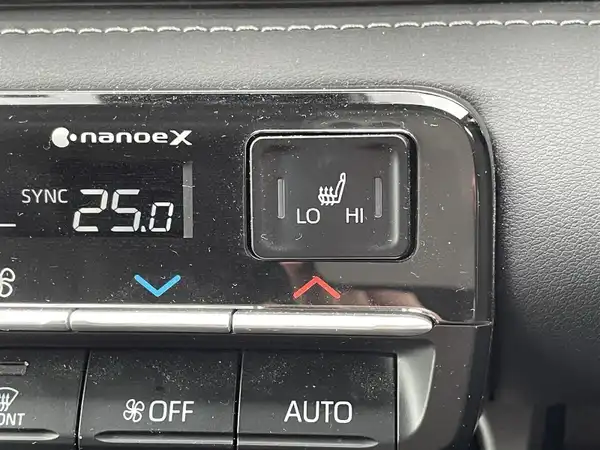 nanoeX
SYNC 25.0
LO HI
OFF AUTO